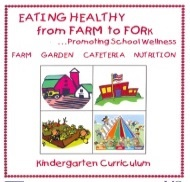 EATING HEALTHY
from FARM to FORK
...Promoting School Wellness
FARM GARDEN CAFETERIA NUTRITION
Kindergarten Curriculum